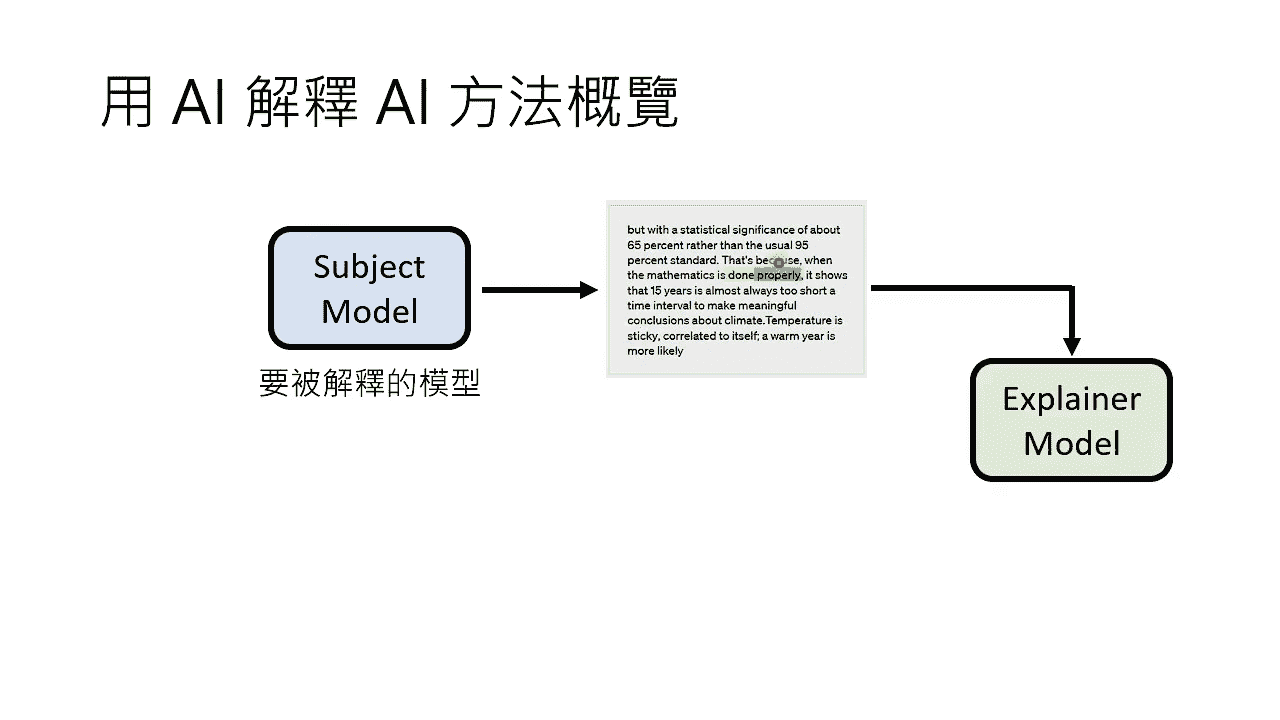 用 AI 解釋 AI 方法概覽
Subject
Model
要被解釋的模型
but with a statistical significance of about
65 percent rather than the usual 95
percent standard. That's because, when
the mathematics is done properly, it shows
that 15 years is almost always too short a
time interval to make meaningful
conclusions about climate.Temperature is
sticky, correlated to itself; a warm year is
more likely
Explainer
Model